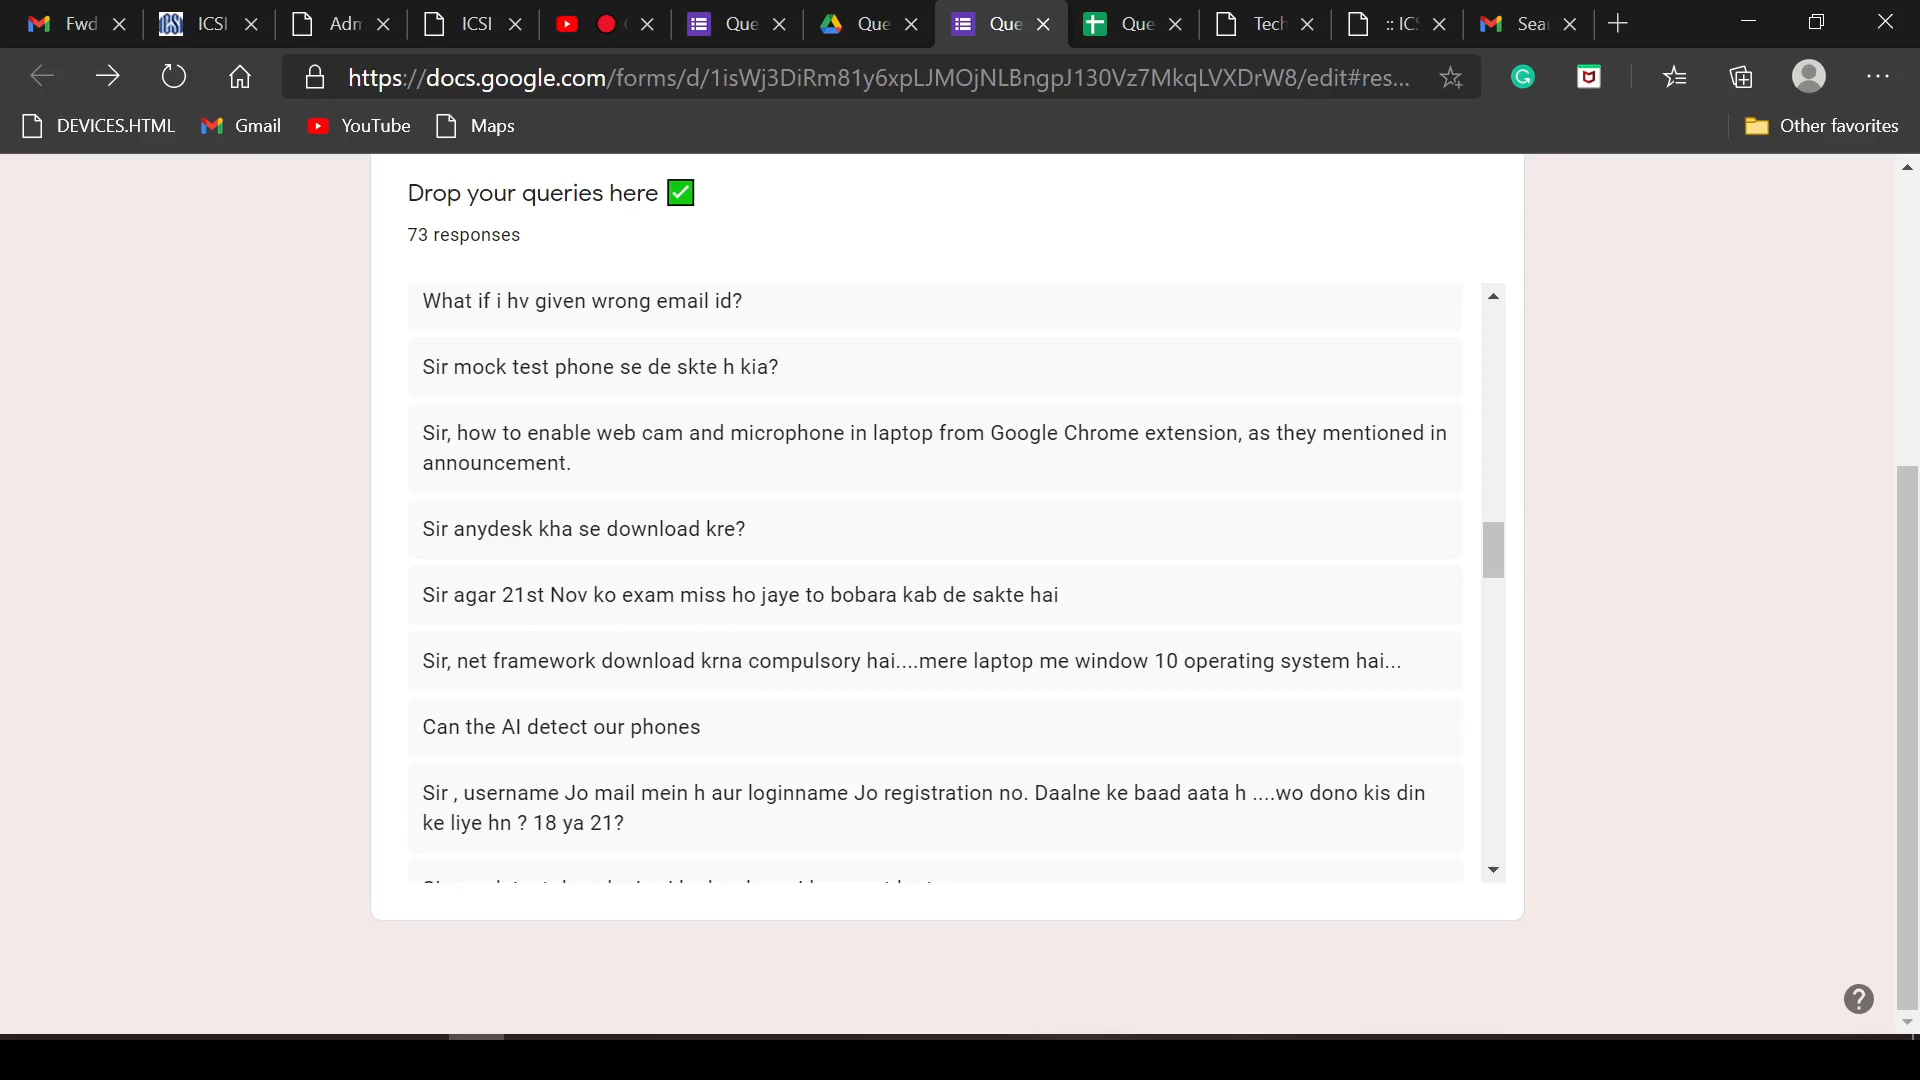 Fwd
ICSI
Adn
ICSI
Que
Que
Que
Que
Tech
:: IC
Sea
https://docs.google.com/forms/d/1isWj3DiRm81y6xpLJMOjNLBngpJ130Vz7MkqLVXDrW8/edit#res...
DEVICES.HTML
Gmail
YouTube
Maps
Other favorites
Drop your queries here ✅
73 responses
What if i hv given wrong email id?
Sir mock test phone se de skte h kia?
Sir, how to enable web cam and microphone in laptop from Google Chrome extension, as they mentioned in
announcement.
Sir anydesk kha se download kre?
Sir agar 21st Nov ko exam miss ho jaye to bobara kab de sakte hai
Sir, net framework download krna compulsory hai....mere laptop me window 10 operating system hai...
Can the AI detect our phones
Sir , username Jo mail mein h aur loginname Jo registration no. Daalne ke baad aata h ....wo dono kis din
ke liye hn ? 18 ya 21?